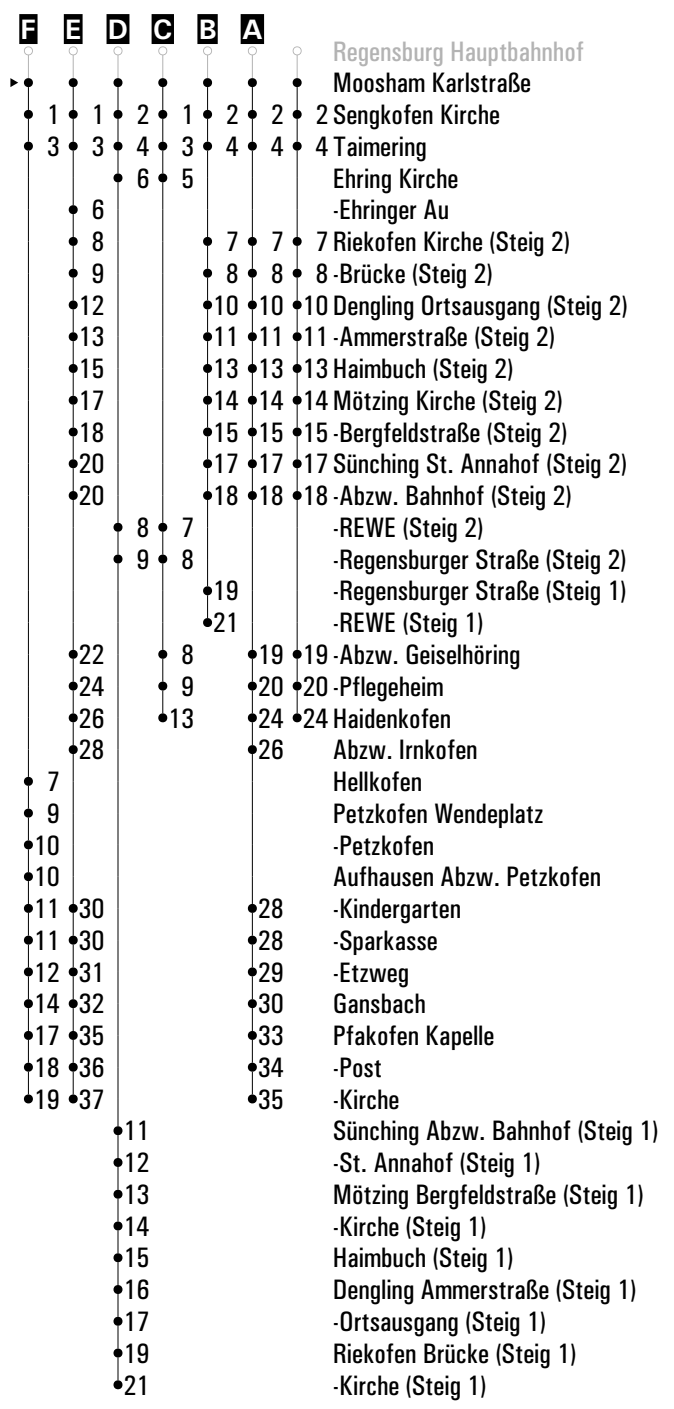 F E D C B A
Regensburg Hauptbahnhof
Moosham Karlstraße
1 1 2 1 2 2 2 Sengkofen Kirche
3 3 4 3 4 4 4 Taimering
6 5 Ehring Kirche
6 -Ehringer Au
8 7 7 7 Riekofen Kirche (Steig 2)
9 8 8 8 -Brücke (Steig 2)
12 10 10 10 Dengling Ortsausgang (Steig 2)
13 11 11 11 -Ammerstraße (Steig 2)
15 13 13 13 Haimbuch (Steig 2)
17 14 14 14 Mötzing Kirche (Steig 2)
18 15 15 15 -Bergfeldstraße (Steig 2)
20 17 17 17 Sünching St. Annahof (Steig 2)
20 18 18 18 -Abzw. Bahnhof (Steig 2)
8 7 -REWE (Steig 2)
9 8 -Regensburger Straße (Steig 2)
19 -Regensburger Straße (Steig 1)
21 -REWE (Steig 1)
22 8 19 19 -Abzw. Geiselhöring
24 9 20 20 -Pflegeheim
26 13 24 24 Haidenkofen
28 26 Abzw. Irnkofen
7 Hellkofen
9 Petzkofen Wendeplatz
10 -Petzkofen
10 Aufhausen Abzw. Petzkofen
11 30 28 -Kindergarten
11 30 28 -Sparkasse
12 31 29 -Etzweg
14 32 30 Gansbach
17 35 33 Pfakofen Kapelle
18 36 34 -Post
19 37 35 -Kirche
11 Sünching Abzw. Bahnhof (Steig 1)
12 -St. Annahof (Steig 1)
13 Mötzing Bergfeldstraße (Steig 1)
14 -Kirche (Steig 1)
15 Haimbuch (Steig 1)
16 Dengling Ammerstraße (Steig 1)
17 -Ortsausgang (Steig 1)
19 Riekofen Brücke (Steig 1)
21 -Kirche (Steig 1)